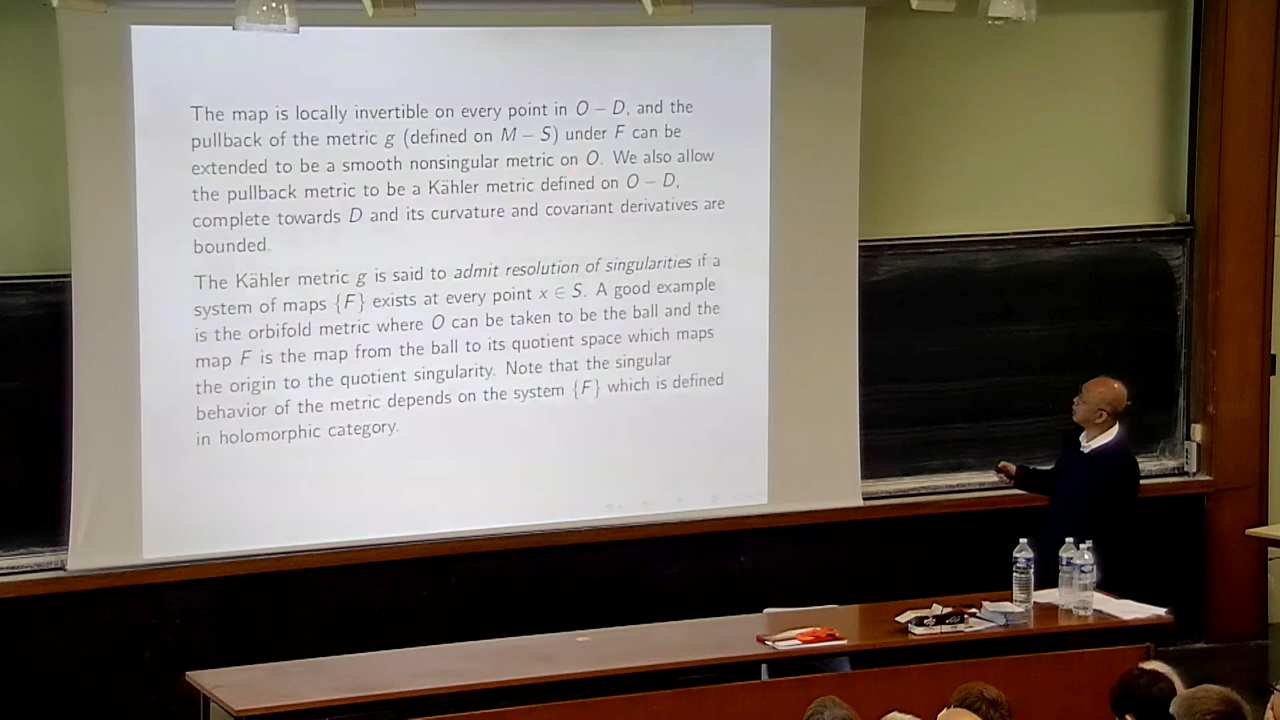 The map is locally invertible on every point in O − D, and the
pullback of the metric g (defined on M − S) under F can be
extended to be a smooth nonsingular metric on O. We also allow
the pullback metric to be a Kähler metric defined on O − D,
complete towards D and its curvature and covariant derivatives are
bounded.
The Kähler metric g is said to admit resolution of singularities if a
system of maps {F} exists at every point x ∈ S. A good example
is the orbifold metric where O can be taken to be the ball and the
map F is the map from the ball to its quotient space which maps
the origin to the quotient singularity. Note that the singular
behavior of the metric depends on the system {F} which is defined
in holomorphic category.